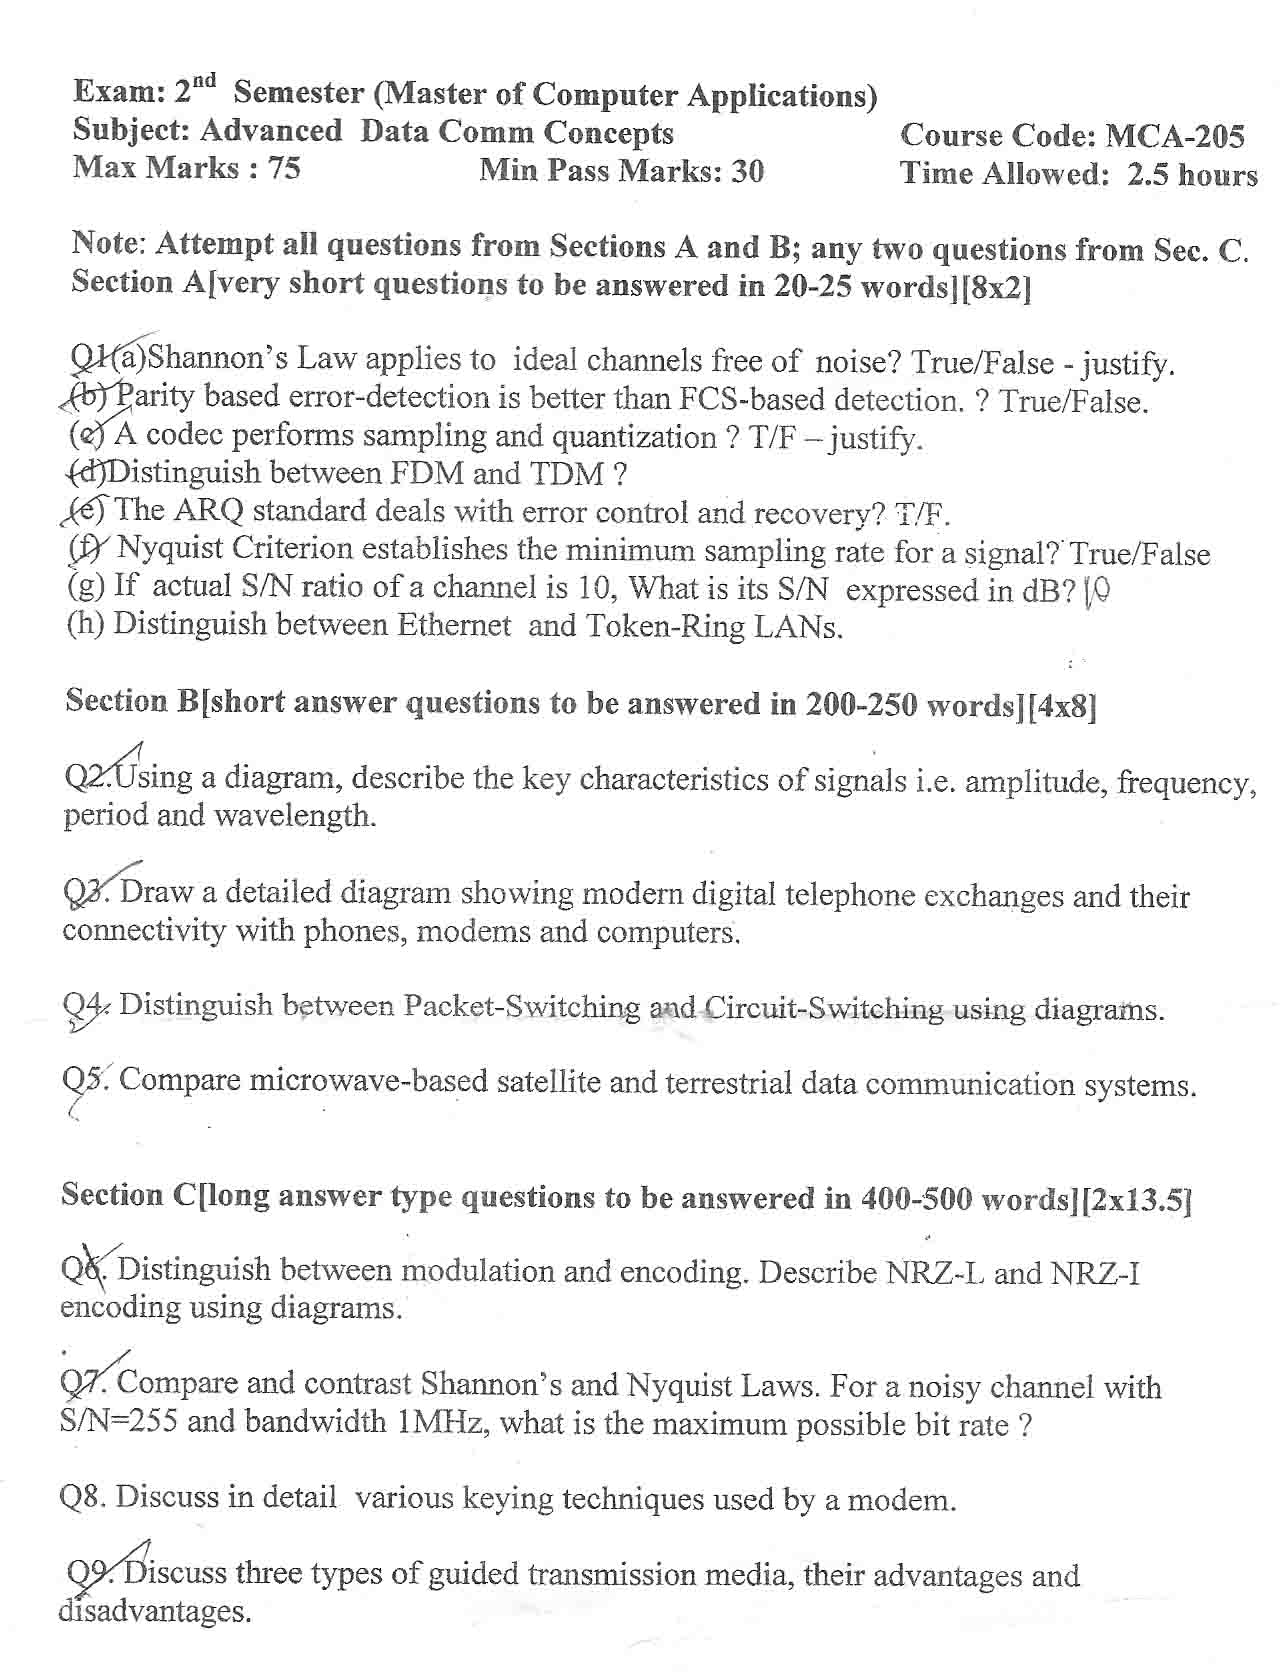 Exam: 2nd Semester (Master of Computer Applications)
Subject: Advanced Data Comm Concepts Course Code: MCA-205
Max Marks : 75 Min Pass Marks: 30 Time Allowed: 2.5 hours
Note: Attempt all questions from Sections A and B; any two questions from Sec. C.
Section A[very short questions to be answered in 20-25 words][8x2]
Q1(a)Shannon's Law applies to ideal channels free of noise? True/False - justify.
(b) Parity based error-detection is better than FCS-based detection. ? True/False.
(c) A codec performs sampling and quantization ? T/F – justify.
(d)Distinguish between FDM and TDM ?
(e) The ARQ standard deals with error control and recovery? T/F.
(f) Nyquist Criterion establishes the minimum sampling rate for a signal? True/False
(g) If actual S/N ratio of a channel is 10, What is its S/N expressed in dB? 10
(h) Distinguish between Ethernet and Token-Ring LANs.
Section B[short answer questions to be answered in 200-250 words][4x8]
Q2.Using a diagram, describe the key characteristics of signals i.e. amplitude, frequency,
period and wavelength.
Q3. Draw a detailed diagram showing modern digital telephone exchanges and their
connectivity with phones, modems and computers.
Q4. Distinguish between Packet-Switching and Circuit-Switching using diagrams.
Q5. Compare microwave-based satellite and terrestrial data communication systems.
Section C[long answer type questions to be answered in 400-500 words][2x13.5]
Q6. Distinguish between modulation and encoding. Describe NRZ-L and NRZ-I
encoding using diagrams.
Q7. Compare and contrast Shannon's and Nyquist Laws. For a noisy channel with
S/N=255 and bandwidth 1MHz, what is the maximum possible bit rate ?
Q8. Discuss in detail various keying techniques used by a modem.
Q9. Discuss three types of guided transmission media, their advantages and
disadvantages.